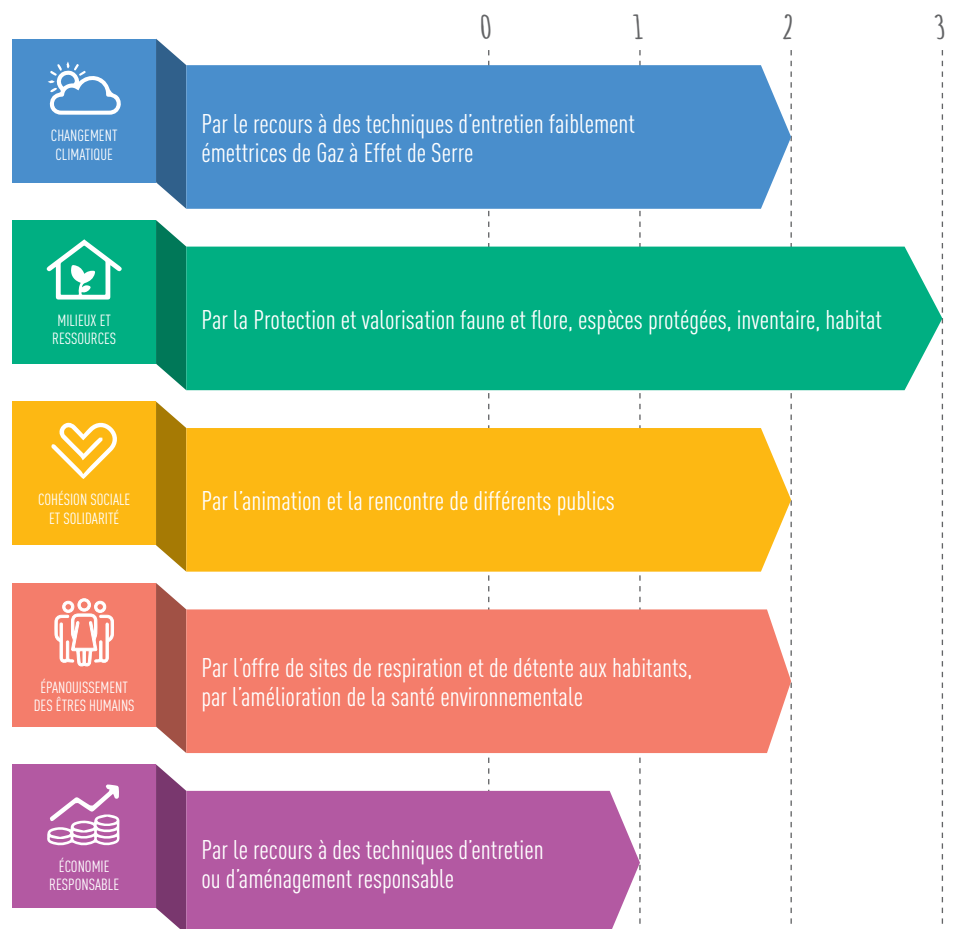 0 1 2 3
CHANGEMENT
CLIMATIQUE
Par le recours à des techniques d'entretien faiblement
émettrices de Gaz à Effet de Serre
MILIEUX ET
RESSOURCES
Par la Protection et valorisation faune et flore, espèces protégées, inventaire, habitat
COHÉSION SOCIALE
ET SOLIDARITÉ
Par l'animation et la rencontre de différents publics
ÉPANOUISSEMENT
DES ÊTRES HUMAINS
Par l'offre de sites de respiration et de détente aux habitants,
par l'amélioration de la santé environnementale
ÉCONOMIE
RESPONSABLE
Par le recours à des techniques d'entretien
ou d'aménagement responsable